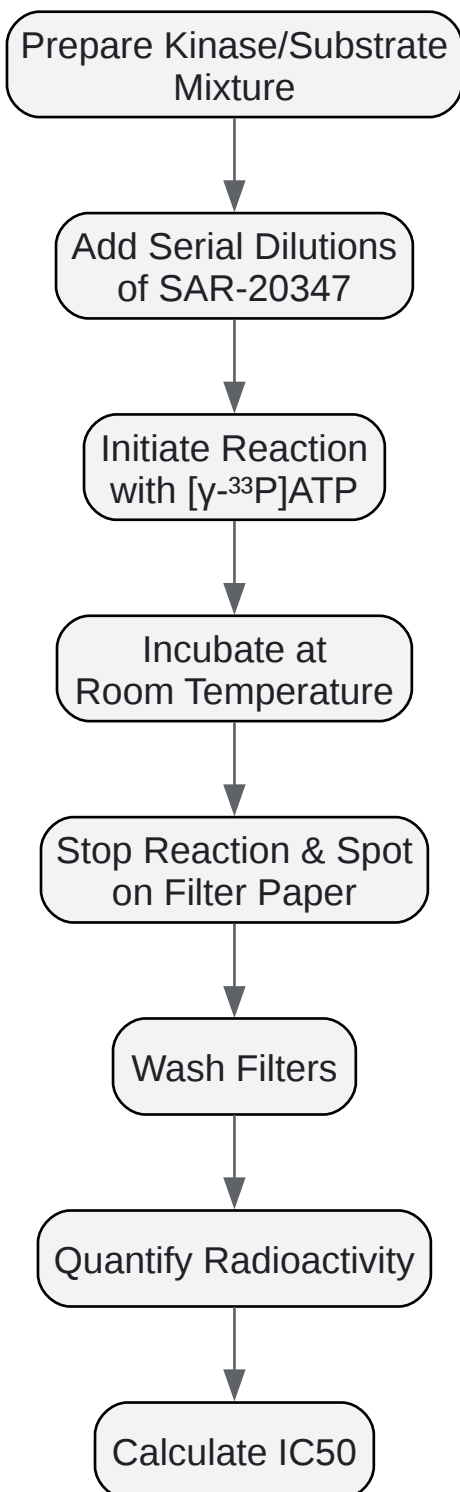 Prepare Kinase/Substrate
Mixture
Add Serial Dilutions
of SAR-20347
Initiate Reaction
with [γ-³³P]ATP
Incubate at
Room Temperature
Stop Reaction & Spot
on Filter Paper
Wash Filters
Quantify Radioactivity
Calculate IC50